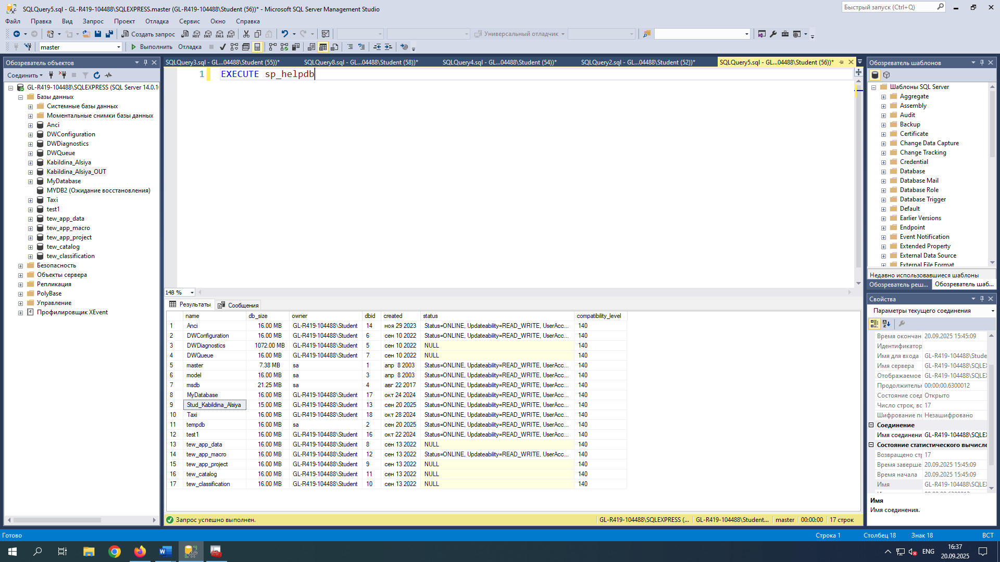 SQLQuery5.sql - GL-R419-104488\SQLEXPRESS.master (GL-R419-104488\Student (56))* - Microsoft SQL Server Management Studio
Быстрый запуск (Ctrl+Q)
Файл Правка Вид Запрос Проект Отладка Сервис Окно Справка
Создать запрос
MDX DMX XMLA DAX
Универсальный отладчик
master
Выполнить Отладка
Обозреватель объектов
Соединить
GL-R419-104488\SQLEXPRESS (SQL Server 14.0.1
Базы данных
Системные базы данных
Моментальные снимки базы данных
Anci
DWConfiguration
DWDiagnostics
DWQueue
Kabildina_Alsiya
Kabildina_Alsiya_OUT
MyDatabase
MYDB2 (Ожидание восстановления)
Taxi
test1
tew_app_data
tew_app_macro
tew_app_project
tew_catalog
tew_classification
Безопасность
Объекты сервера
Репликация
PolyBase
Управление
Профилировщик XEvent
SQLQuery3.sql - GL...04488\Student (55))*
SQLQuery8.sql - GL...04488\Student (58))*
SQLQuery4.sql - GL...04488\Student (54))*
SQLQuery2.sql - GL...04488\Student (52))*
SQLQuery5.sql - GL...04488\Student (56))*
1 EXECUTE sp_helpdb
148 %
Результаты Сообщения
name db_size owner dbid created status compatibility_level
1 Anci 16.00 MB GL-R419-104488\Student 14 ноя 29 2023 Status=ONLINE, Updateability=READ_WRITE, UserAcc... 140
2 DWConfiguration 16.00 MB GL-R419-104488\Student 6 сен 10 2022 Status=ONLINE, Updateability=READ_WRITE, UserAcc... 140
3 DWDiagnostics 1072.00 MB GL-R419-104488\Student 5 сен 10 2022 NULL 140
4 DWQueue 16.00 MB GL-R419-104488\Student 7 сен 10 2022 NULL 140
5 master 7.38 MB sa 1 апр 8 2003 Status=ONLINE, Updateability=READ_WRITE, UserAcc... 140
6 model 16.00 MB sa 3 апр 8 2003 Status=ONLINE, Updateability=READ_WRITE, UserAcc... 140
7 msdb 21.25 MB sa 4 авг 22 2017 Status=ONLINE, Updateability=READ_WRITE, UserAcc... 140
8 MyDatabase 16.00 MB GL-R419-104488\Student 17 окт 24 2024 Status=ONLINE, Updateability=READ_WRITE, UserAcc... 140
9 Stud_Kabildina_Alsiya 15.00 MB GL-R419-104488\Student 13 сен 20 2025 Status=ONLINE, Updateability=READ_WRITE, UserAcc... 140
10 Taxi 16.00 MB GL-R419-104488\Student 18 окт 28 2024 Status=ONLINE, Updateability=READ_WRITE, UserAcc... 140
11 tempdb 16.00 MB sa 2 сен 20 2025 Status=ONLINE, Updateability=READ_WRITE, UserAcc... 140
12 test1 16.00 MB GL-R419-104488\Student 16 окт 22 2024 Status=ONLINE, Updateability=READ_WRITE, UserAcc... 140
13 tew_app_data 16.00 MB GL-R419-104488\Student 8 сен 13 2022 NULL 140
14 tew_app_macro 16.00 MB GL-R419-104488\Student 12 сен 13 2022 Status=ONLINE, Updateability=READ_WRITE, UserAcc... 140
15 tew_app_project 16.00 MB GL-R419-104488\Student 9 сен 13 2022 NULL 140
16 tew_catalog 16.00 MB GL-R419-104488\Student 11 сен 13 2022 NULL 140
17 tew_classification 16.00 MB GL-R419-104488\Student 10 сен 13 2022 NULL 140
Запрос успешно выполнен.
GL-R419-104488\SQLEXPRESS (... GL-R419-104488\Student... master 00:00:00 17 строк
Обозреватель шаблонов
Шаблоны SQL Server
Aggregate
Assembly
Audit
Backup
Certificate
Change Data Capture
Change Tracking
Credential
Database
Database Mail
Database Role
Database Trigger
Default
Earlier Versions
Endpoint
Event Notification
Extended Property
External Data Source
External File Format
Недавно использовавшиеся шаблоны
Обозреватель реш... Обозреватель шаб...
Свойства
Параметры текущего соединения
Время окончан 20.09.2025 15:45:09
Идентификатор
Имя для входа GL-R419-104488\Stude
Имя сервера GL-R419-104488\SQLEX
Отображаемое GL-R419-104488\SQLEX
Продолжительн 00:00:00.6300012
Состояние соед Открыто
Число строк, вс 17
Шифрование по Незашифровано
Соединение
Имя соединени GL-R419-104488\SQLEX
Состояние статистического вычисле
Возвращено стр 17
Время заверше 20.09.2025 15:45:09
Время начала 20.09.2025 15:45:09
Имя GL-R419-104488\SQLEX
Имя
Имя соединения.
Готово
Строка 1 Столбец 18 Знак 18 ВСТ
ENG
16:37
20.09.2025